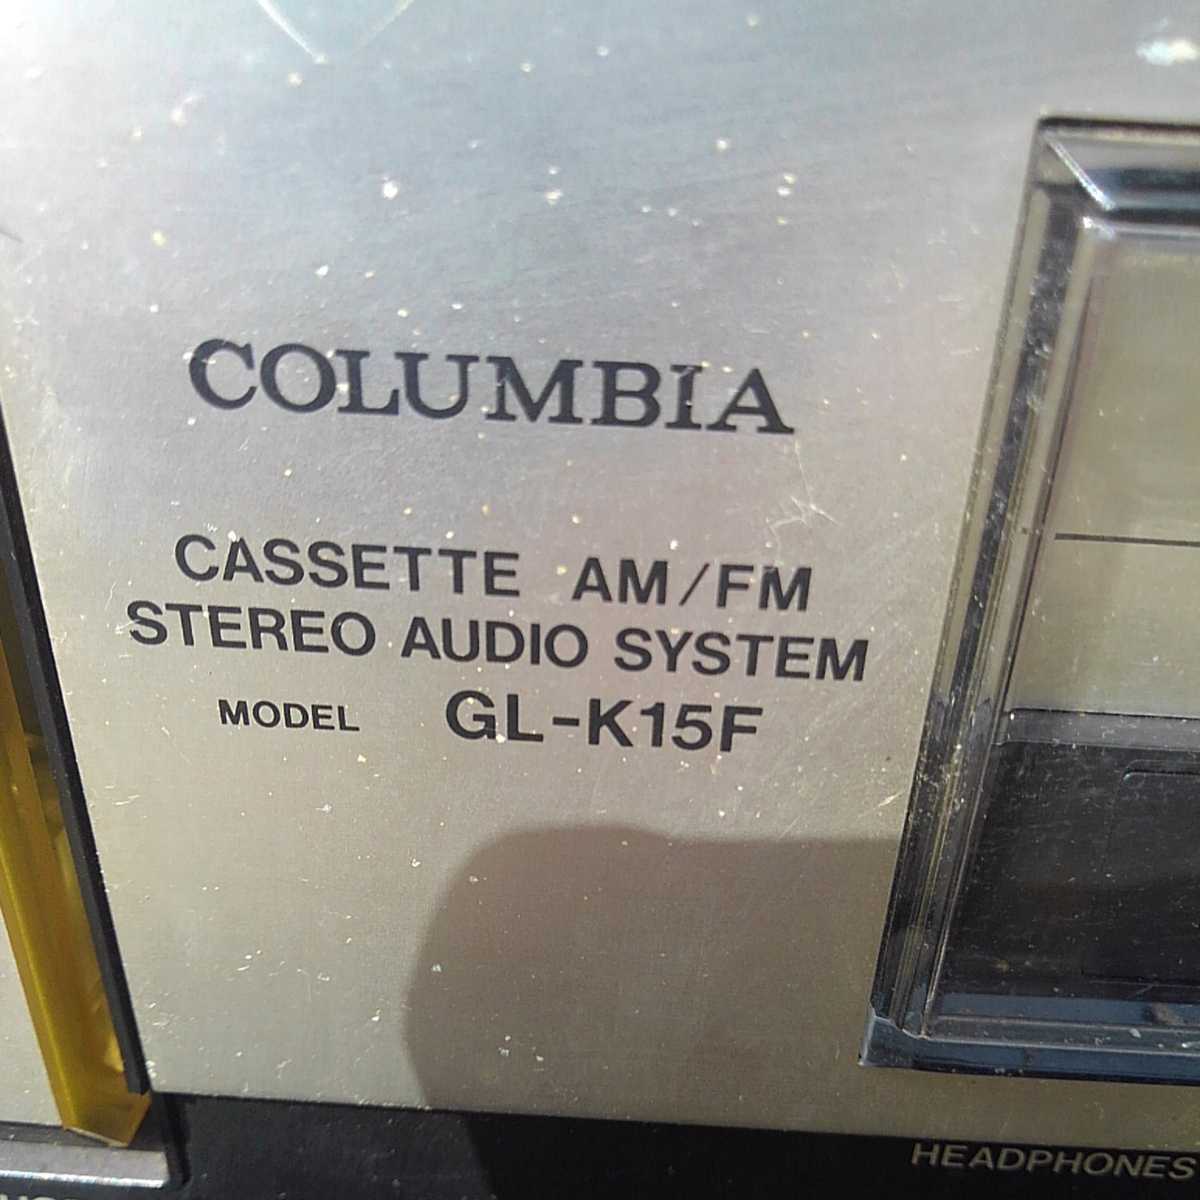 COLUMBIA
CASSETTE AM/FM
STEREO AUDIO SYSTEM
MODEL GL-K15F
HEADPHONES